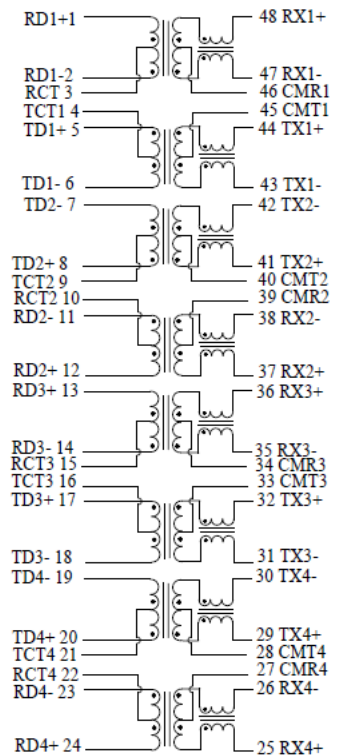 RD1+1 48 RX1+
RD1-2 47 RX1-
RCT 3 46 CMR1
TCT1 4 45 CMT1
TD1+ 5 44 TX1+
TD1- 6 43 TX1-
TD2- 7 42 TX2-
TD2+ 8 41 TX2+
TCT2 9 40 CMT2
RCT2 10 39 CMR2
RD2- 11 38 RX2-
RD2+ 12 37 RX2+
RD3+ 13 36 RX3+
RD3- 14 35 RX3-
RCT3 15 34 CMR3
TCT3 16 33 CMT3
TD3+ 17 32 TX3+
TD3- 18 31 TX3-
TD4- 19 30 TX4-
TD4+ 20 29 TX4+
TCT4 21 28 CMT4
RCT4 22 27 CMR4
RD4- 23 26 RX4-
RD4+ 24 25 RX4+